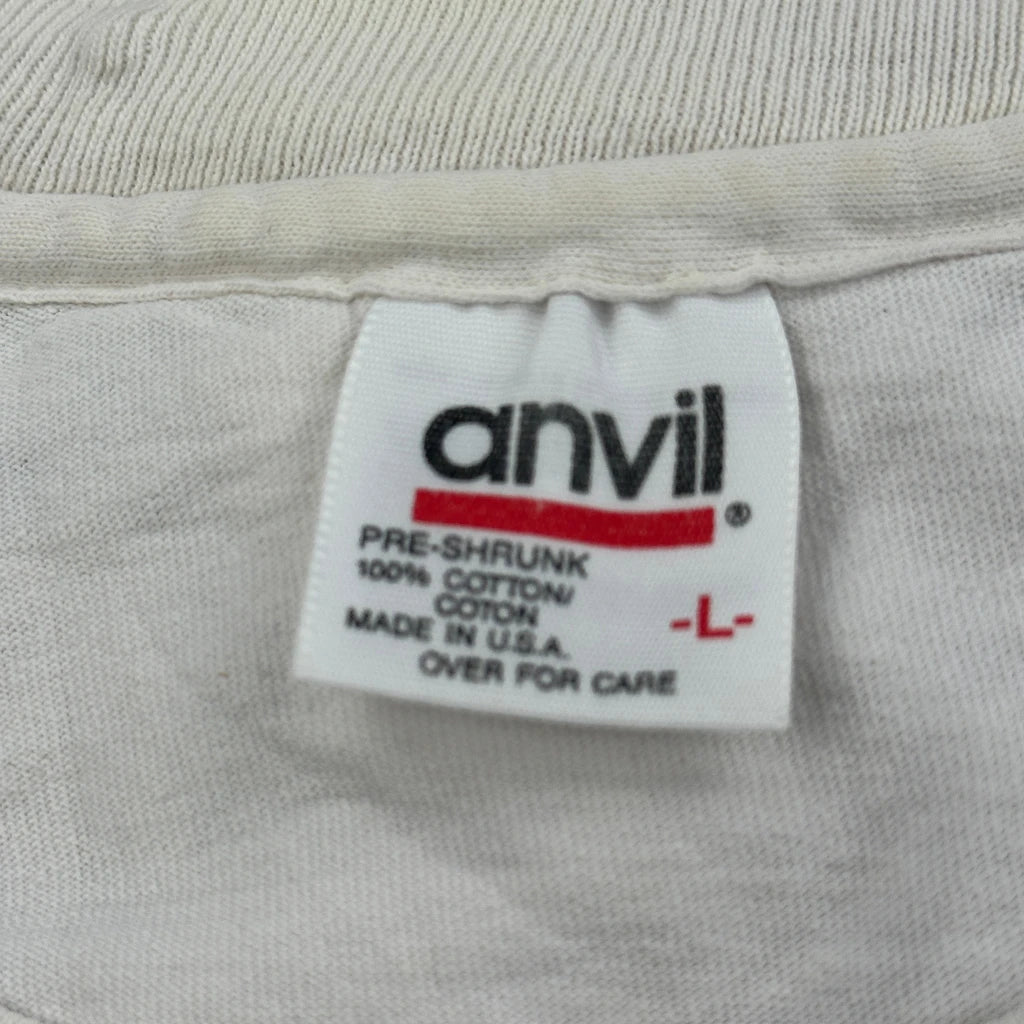 anvil®
PRE-SHRUNK
100% COTTON/
COTON
-L-
MADE IN U.S.A.
OVER FOR CARE